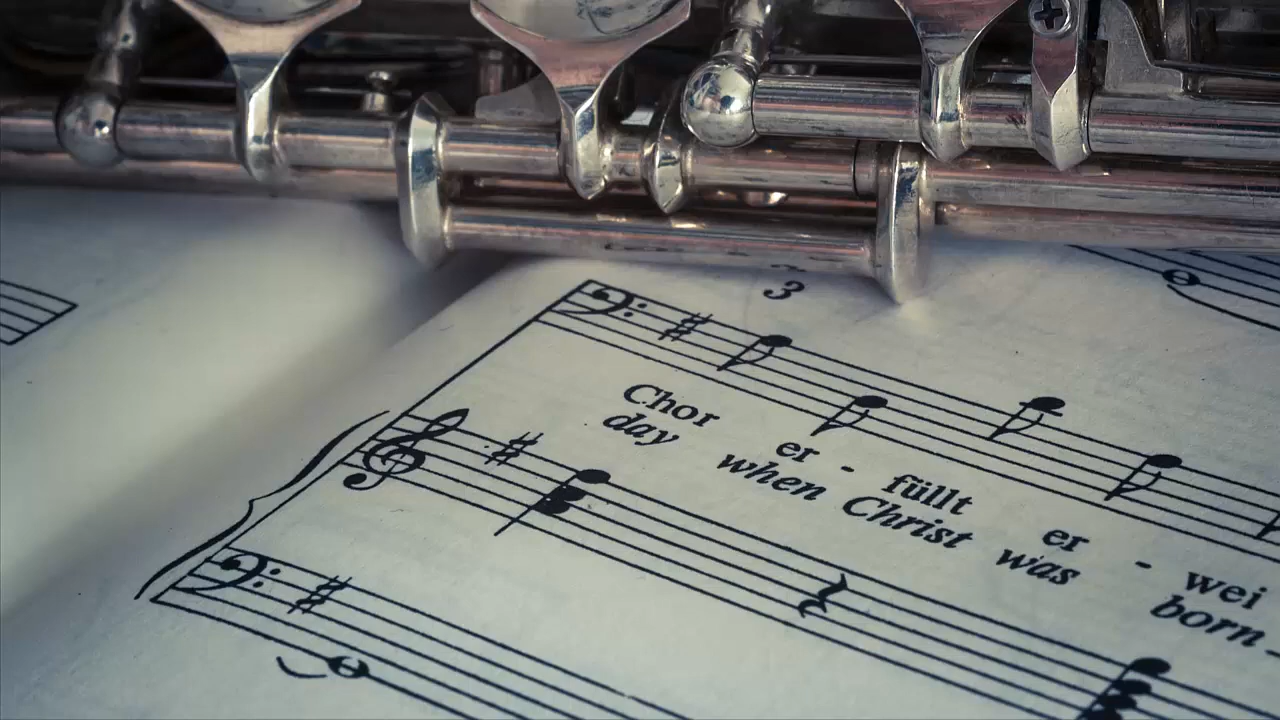 3
Chor er - füllt er - wei
day when Christ was born-